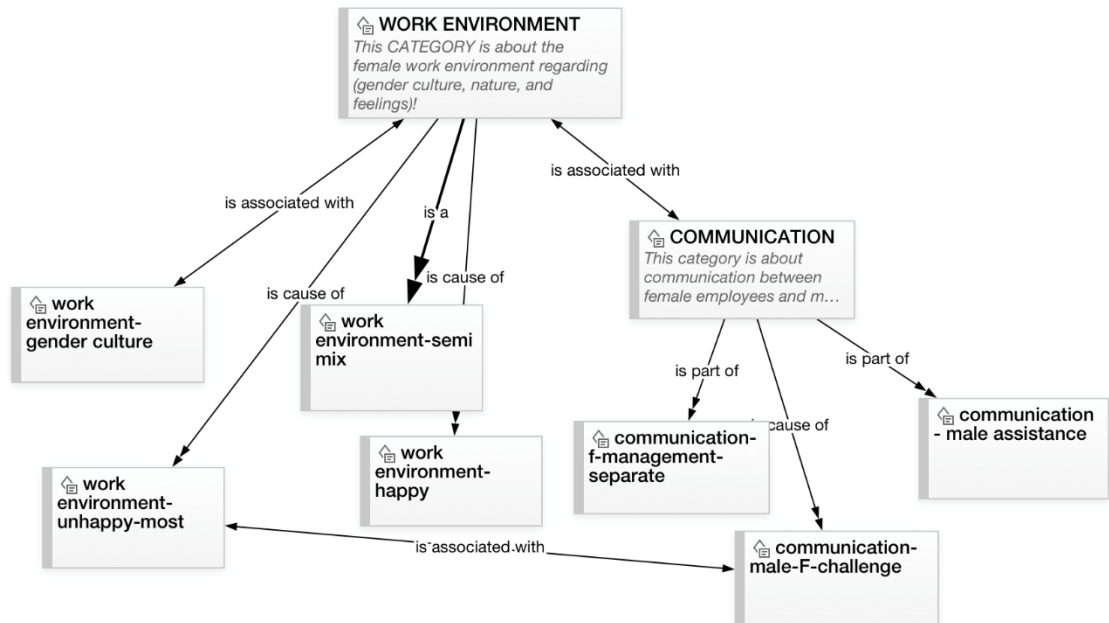 WORK ENVIRONMENT
This CATEGORY is about the
female work environment regarding
(gender culture, nature, and
feelings)!
is associated with
is associated with
is a
is cause of
is cause of
COMMUNICATION
This category is about
communication between
female employees and m...
work
environment-
gender culture
work
environment-semi
mix
is part of
is part of
cause of
communication
- male assistance
communication-
f-management-
separate
work
environment-
happy
work
environment-
unhappy-most
is associated with
communication-
male-F-challenge